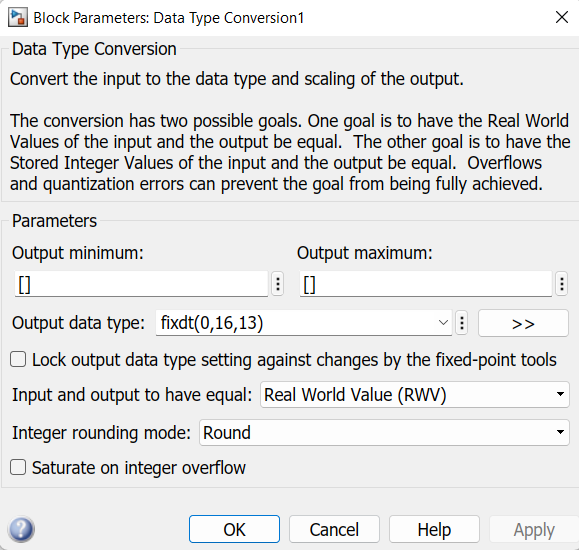 Block Parameters: Data Type Conversion1
Data Type Conversion
Convert the input to the data type and scaling of the output.
The conversion has two possible goals. One goal is to have the Real World
Values of the input and the output be equal.  The other goal is to have the
Stored Integer Values of the input and the output be equal.  Overflows
and quantization errors can prevent the goal from being fully achieved.
Parameters
Output minimum: Output maximum:
[] []
Output data type: fixdt(0,16,13) >>
Lock output data type setting against changes by the fixed-point tools
Input and output to have equal: Real World Value (RWV)
Integer rounding mode: Round
Saturate on integer overflow
? OK Cancel Help Apply